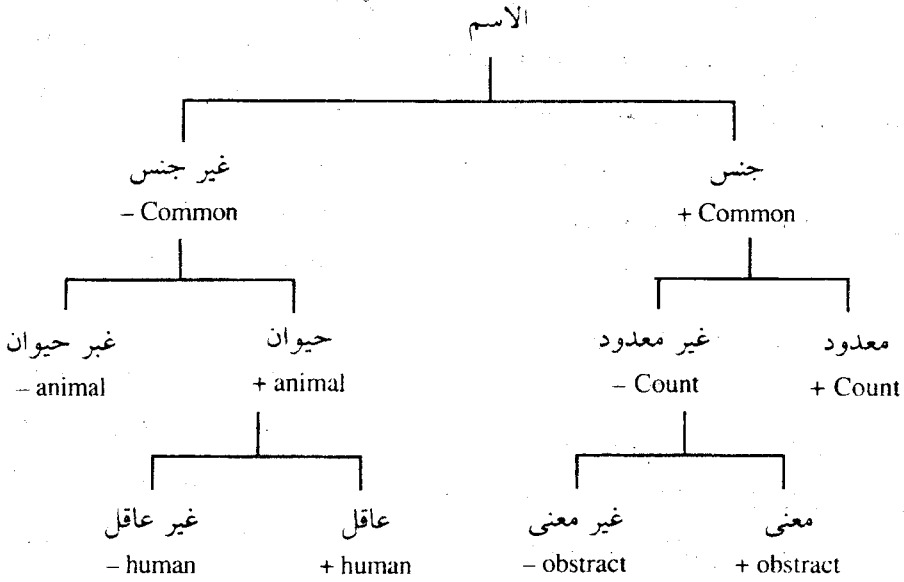 الاسم
جنس
غير جنس
+ Common
– Common
معدود
غير معدود
حيوان
غبر حيوان
+ Count
– Count
+ animal
– animal
معنى
غير معنى
عاقل
غير عاقل
+ obstract
– obstract
+ human
– human